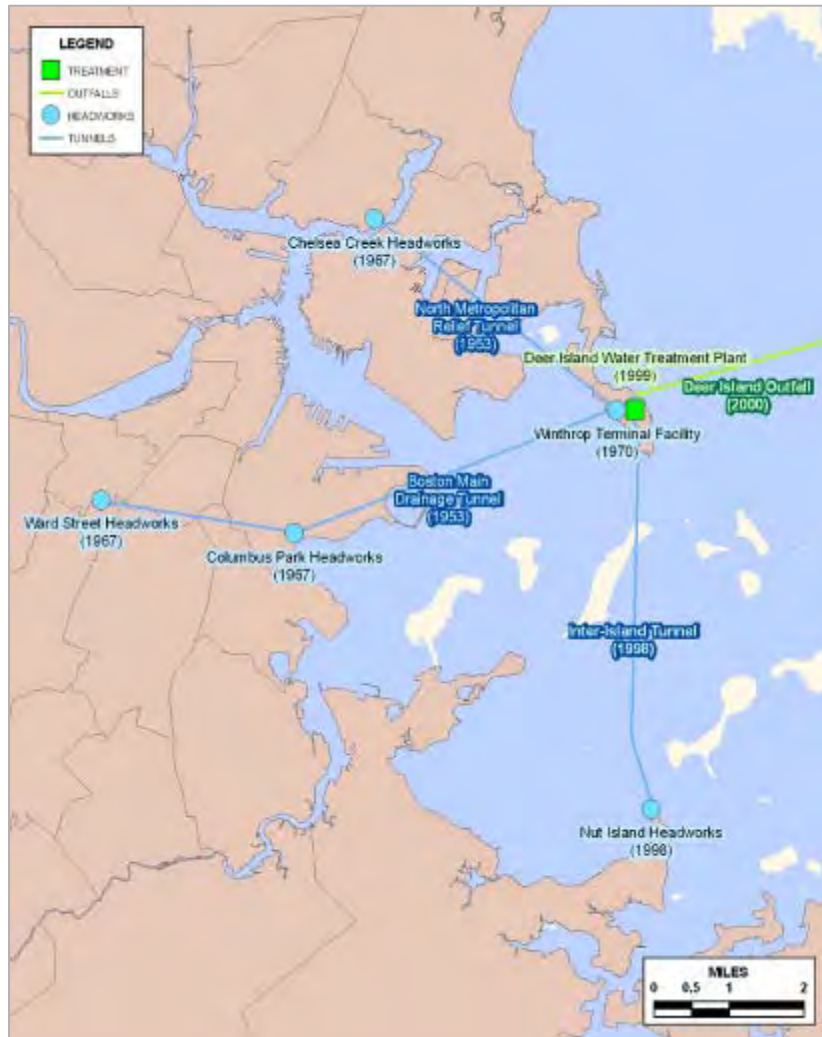 LEGEND
TREATMENT
OUTFALLS
HEADWORKS
TUNNELS
Chelsea Creek Headworks
(1967)
North Metropolitan
Relief Tunnel
(1953)
Deer Island Water Treatment Plant
(1999)
Deer Island Outfall
(2000)
Winthrop Terminal Facility
(1970)
Boston Main
Drainage Tunnel
(1953)
Ward Street Headworks
(1967)
Columbus Park Headworks
(1967)
Inter-Island Tunnel
(1998)
Nut Island Headworks
(1998)
MILES
0 0.5 1 2